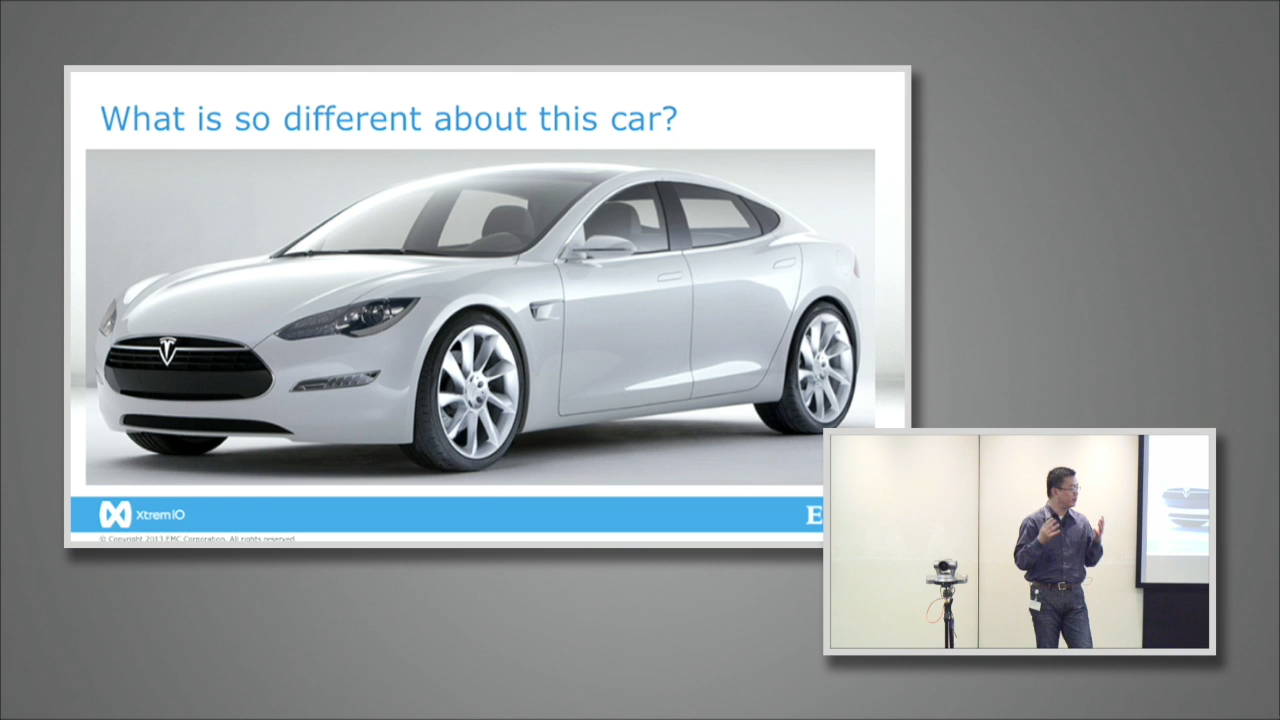 What is so different about this car?
XtremIO
© Copyright 2013 EMC Corporation. All rights reserved.